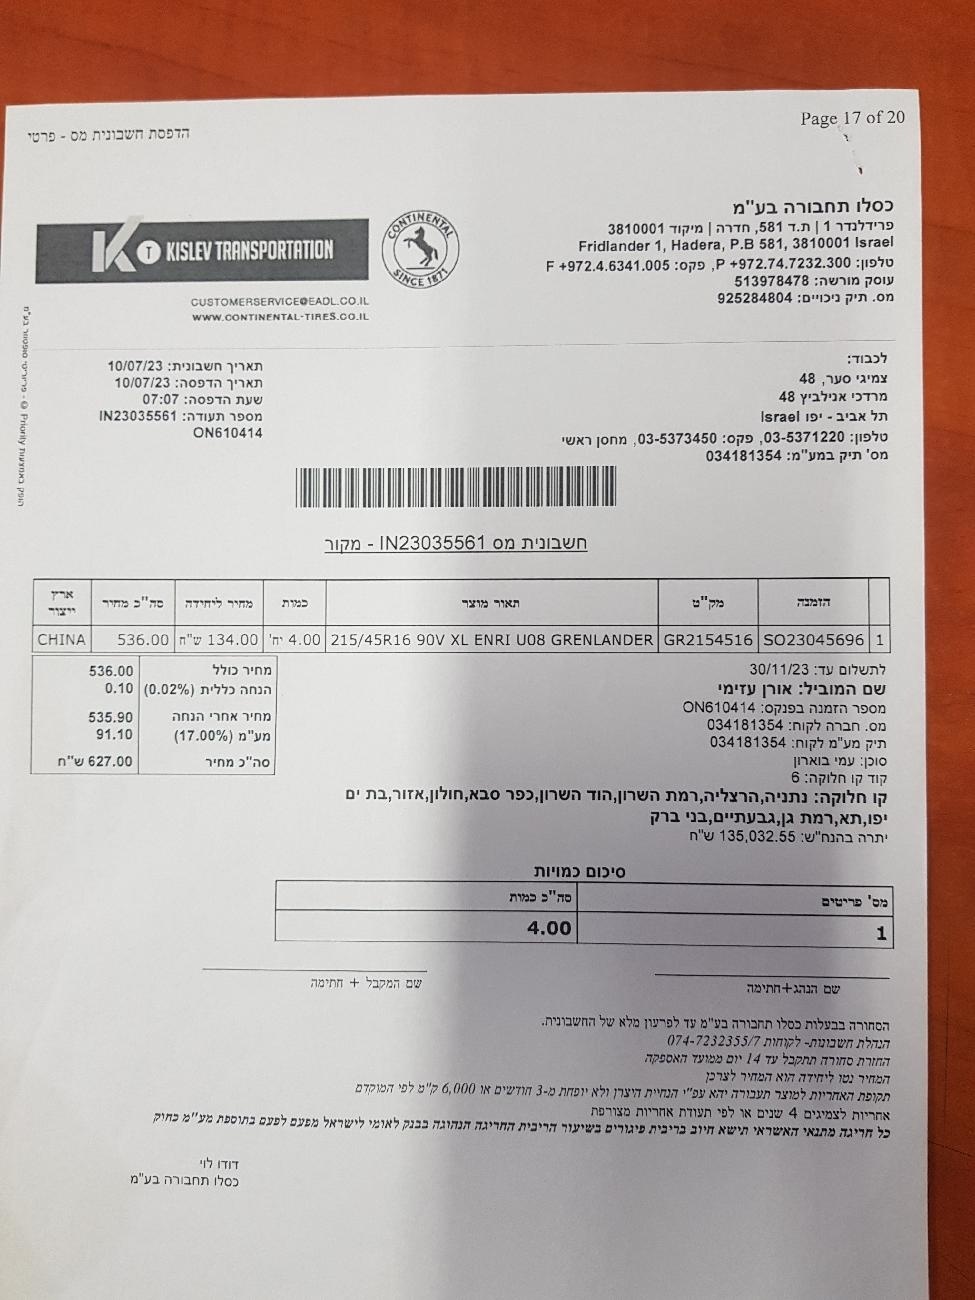 Page 17 of 20
הדפסת חשבונית מס - פרטי
כסלו תחבורה בע"מ
פרידלנדר 1 | ת.ד 581, חדרה | מיקוד 3810001
Fridlander 1, Hadera, P.B 581, 3810001 Israel
טלפון: P +972.74.7232.300, פקס: F +972.4.6341.005
עוסק מורשה: 513978478
מס. תיק ניכויים: 925284804
K T KISLEV TRANSPORTATION
CONTINENTAL
SINCE 1871
CUSTOMERSERVICE@EADL.CO.IL
WWW.CONTINENTAL-TIRES.CO.IL
לכבוד:
צמיגי סער, 48
מרדכי אנילביץ 48
תל אביב - יפו Israel
טלפון: 03-5371220, פקס: 03-5373450, מחסן ראשי
מס' תיק במע"מ: 034181354
תאריך חשבונית: 10/07/23
תאריך הדפסה: 10/07/23
שעת הדפסה: 07:07
מספר תעודה: IN23035561
ON610414
חשבונית מס IN23035561 - מקור
הזמנה מק"ט תאור מוצר כמות מחיר ליחידה סה"כ מחיר ארץ ייצור
1 SO23045696 GR2154516 215/45R16 90V XL ENRI U08 GRENLANDER 4.00 יח' 134.00 ש"ח 536.00 CHINA
מחיר כולל 536.00
הנחה כללית (0.02%) 0.10
מחיר אחרי הנחה 535.90
מע"מ (17.00%) 91.10
סה"כ מחיר 627.00 ש"ח
לתשלום עד: 30/11/23
שם המוביל: אורן עזימי
מספר הזמנה בפנקס: ON610414
מס. חברה לקוח: 034181354
תיק מע"מ לקוח: 034181354
סוכן: עמי בוארון
קוד קו חלוקה: 6
קו חלוקה: נתניה,הרצליה,רמת השרון,הוד השרון,כפר סבא,חולון,אזור,בת ים
יפו,תא,רמת גן,גבעתיים,בני ברק
יתרה בהנח"ש: 135,032.55 ש"ח
סיכום כמויות
מס' פריטים סה"כ כמות
1 4.00
שם הנהג+חתימה
שם המקבל + חתימה
הסחורה בבעלות כסלו תחבורה בע"מ עד לפרעון מלא של החשבונית.
הנהלת חשבונות- לקוחות 074-7232355/7
החזרת סחורה תתקבל עד 14 יום ממועד האספקה
המחיר נטו ליחידה הוא המחיר לצרכן
תקופת האחריות למוצר תעבורה יהא עפ"י הנחיית היצרן ולא יופחת מ-3 חודשים או 6,000 ק"מ לפי המוקדם
אחריות לצמיגים 4 שנים או לפי תעודת אחריות מצורפת
כל חריגה מתנאי האשראי תישא חיוב בריבית פיגורים בשיעור הריבית החריגה הנהוגה בבנק לאומי לישראל מפעם לפעם בתוספת מע"מ כחוק
דודו לוי
כסלו תחבורה בע"מ